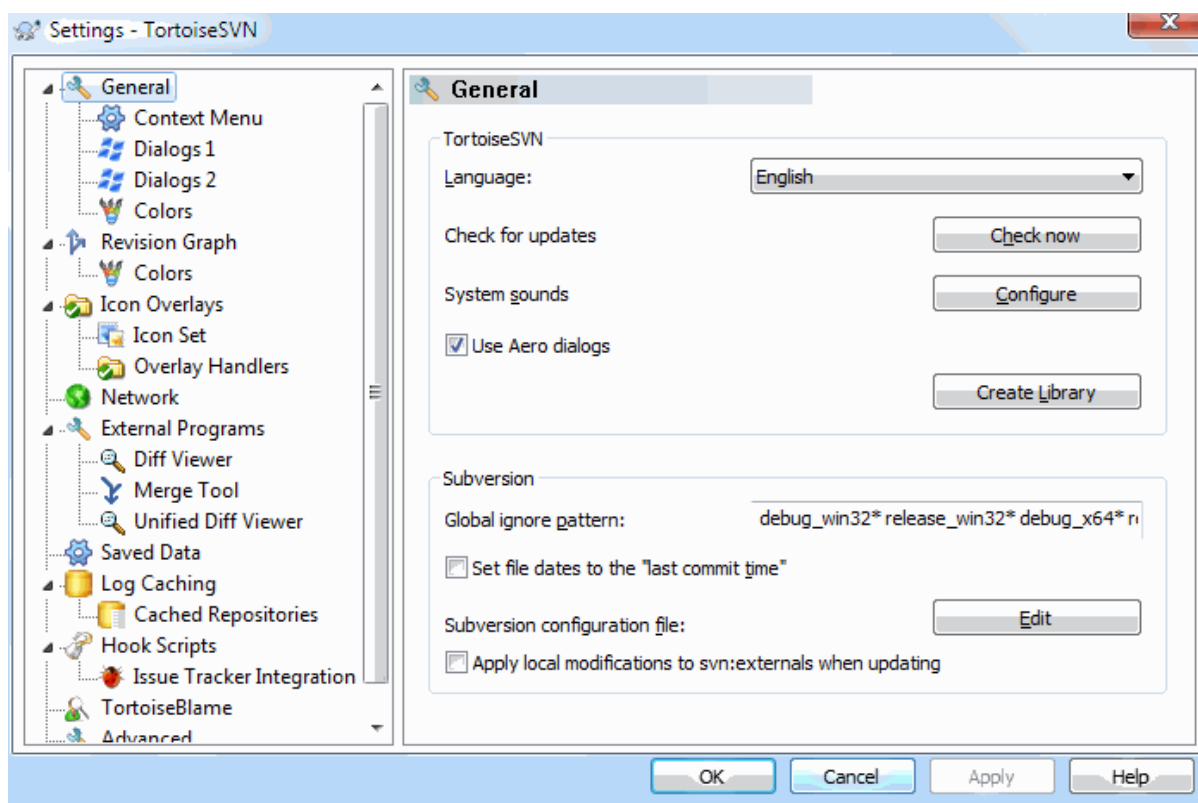 Settings - TortoiseSVN
General
Context Menu
Dialogs 1
Dialogs 2
Colors
Revision Graph
Colors
Icon Overlays
Icon Set
Overlay Handlers
Network
External Programs
Diff Viewer
Merge Tool
Unified Diff Viewer
Saved Data
Log Caching
Cached Repositories
Hook Scripts
Issue Tracker Integration
TortoiseBlame
Advanced
General
TortoiseSVN
Language: English
Check for updates Check now
System sounds Configure
Use Aero dialogs
Create Library
Subversion
Global ignore pattern: debug_win32* release_win32* debug_x64*
Set file dates to the "last commit time"
Subversion configuration file: Edit
Apply local modifications to svn:externals when updating
OK Cancel Apply Help